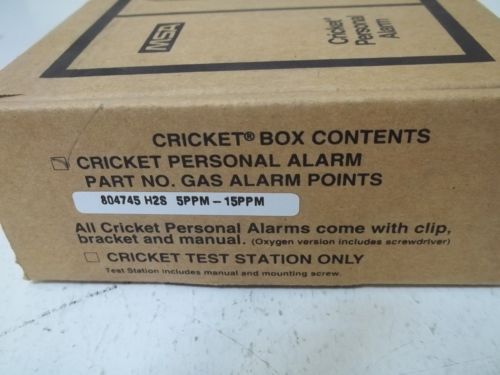 MSA
Cricket®
Personal
Alarm
CRICKET® BOX CONTENTS
CRICKET PERSONAL ALARM
PART NO. GAS ALARM POINTS
804745 H2S 5PPM - 15PPM
All Cricket Personal Alarms come with clip,
bracket and manual. (Oxygen version includes screwdriver)
CRICKET TEST STATION ONLY
Test Station includes manual and mounting screw.